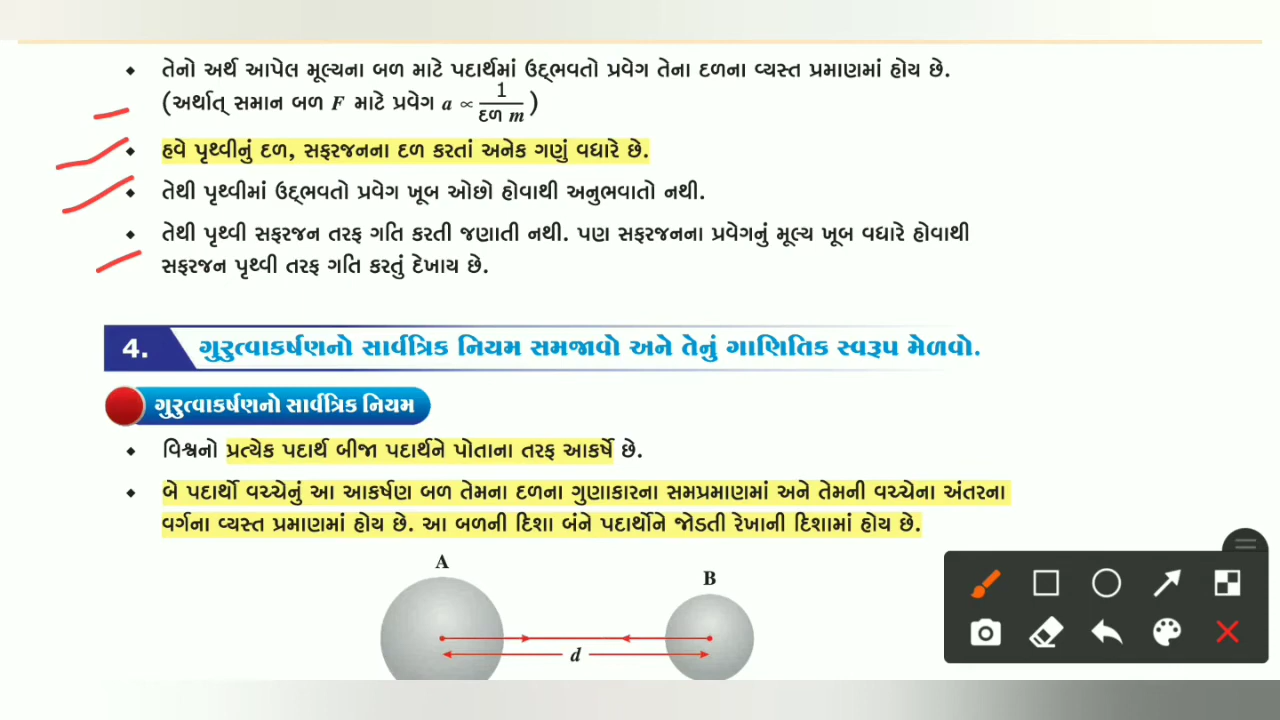 તેનો અર્થ આપેલ મૂલ્યના બળ માટે પદાર્થમાં ઉદ્ભવતો પ્રવેગ તેના દળના વ્યસ્ત પ્રમાણમાં હોય છે.
(અર્થાત્ સમાન બળ F માટે પ્રવેગ a ∝ 1/દળ m)
હવે પૃથ્વીનું દળ, સફરજનના દળ કરતાં અનેક ગણું વધારે છે.
તેથી પૃથ્વીમાં ઉદ્ભવતો પ્રવેગ ખૂબ ઓછો હોવાથી અનુભવાતો નથી.
તેથી પૃથ્વી સફરજન તરફ ગતિ કરતી જણાતી નથી. પણ સફરજનના પ્રવેગનું મૂલ્ય ખૂબ વધારે હોવાથી
સફરજન પૃથ્વી તરફ ગતિ કરતું દેખાય છે.
4. ગુરુત્વાકર્ષણનો સાર્વત્રિક નિયમ સમજાવો અને તેનું ગાણિતિક સ્વરૂપ મેળવો.
ગુરુત્વાકર્ષણનો સાર્વત્રિક નિયમ
વિશ્વનો પ્રત્યેક પદાર્થ બીજા પદાર્થને પોતાના તરફ આકર્ષે છે.
બે પદાર્થો વચ્ચેનું આ આકર્ષણ બળ તેમના દળના ગુણાકારના સમપ્રમાણમાં અને તેમની વચ્ચેના અંતરના
વર્ગના વ્યસ્ત પ્રમાણમાં હોય છે. આ બળની દિશા બંને પદાર્થોને જોડતી રેખાની દિશામાં હોય છે.
A
B
d